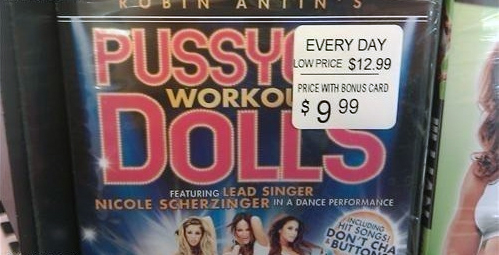 ROBIN ANTIN'S
PUSSYC
WORKOU
DOLLS
EVERY DAY
LOW PRICE $12.99
PRICE WITH BONUS CARD
$9 99
FEATURING LEAD SINGER
NICOLE SCHERZINGER IN A DANCE PERFORMANCE
INCLUDING
HIT SONGS!
DON'T CHA
& BUTTON